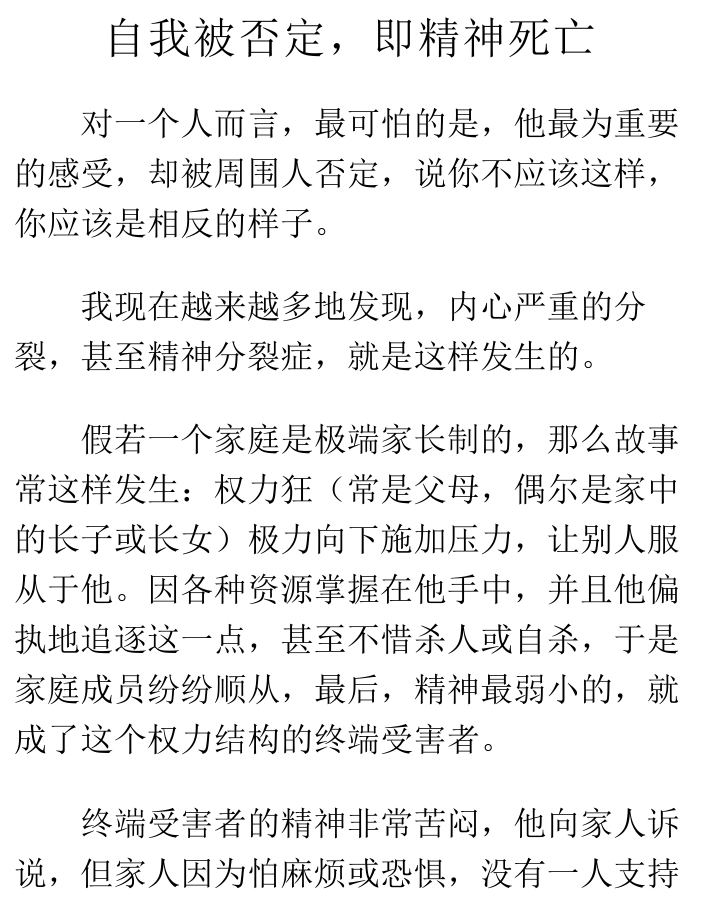 自我被否定，即精神死亡
对一个人而言，最可怕的是，他最为重要
的感受，却被周围人否定，说你不应该这样，
你应该是相反的样子。
我现在越来越多地发现，内心严重的分
裂，甚至精神分裂症，就是这样发生的。
假若一个家庭是极端家长制的，那么故事
常这样发生：权力狂（常是父母，偶尔是家中
的长子或长女）极力向下施加压力，让别人服
从于他。因各种资源掌握在他手中，并且他偏
执地追逐这一点，甚至不惜杀人或自杀，于是
家庭成员纷纷顺从，最后，精神最弱小的，就
成了这个权力结构的终端受害者。
终端受害者的精神非常苦闷，他向家人诉
说，但家人因为怕麻烦或恐惧，没有一人支持